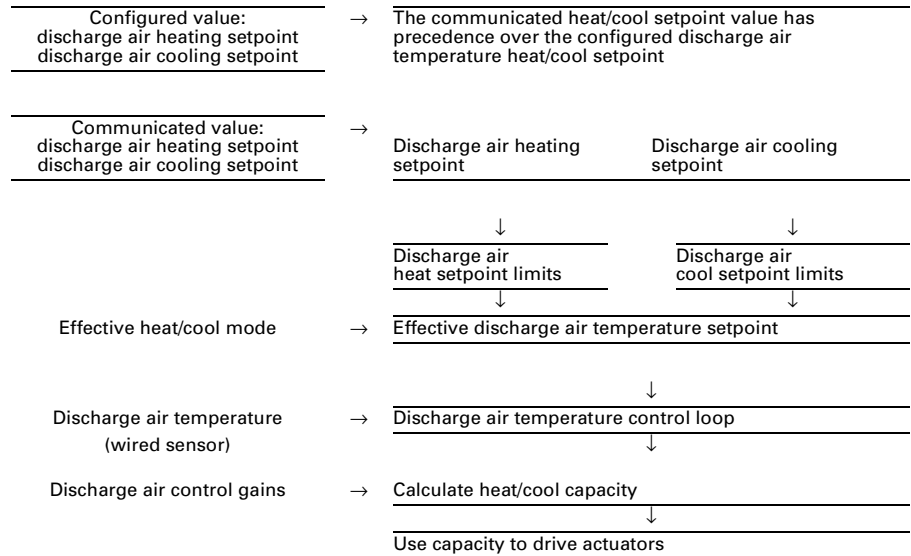 Configured value:
discharge air heating setpoint
discharge air cooling setpoint
→
The communicated heat/cool setpoint value has
precedence over the configured discharge air
temperature heat/cool setpoint
Communicated value:
discharge air heating setpoint
discharge air cooling setpoint
→
Discharge air heating
setpoint
Discharge air cooling
setpoint
↓ ↓
Discharge air
heat setpoint limits
Discharge air
cool setpoint limits
↓ ↓
Effective heat/cool mode → Effective discharge air temperature setpoint
↓
Discharge air temperature → Discharge air temperature control loop
(wired sensor) ↓
Discharge air control gains → Calculate heat/cool capacity
↓
Use capacity to drive actuators